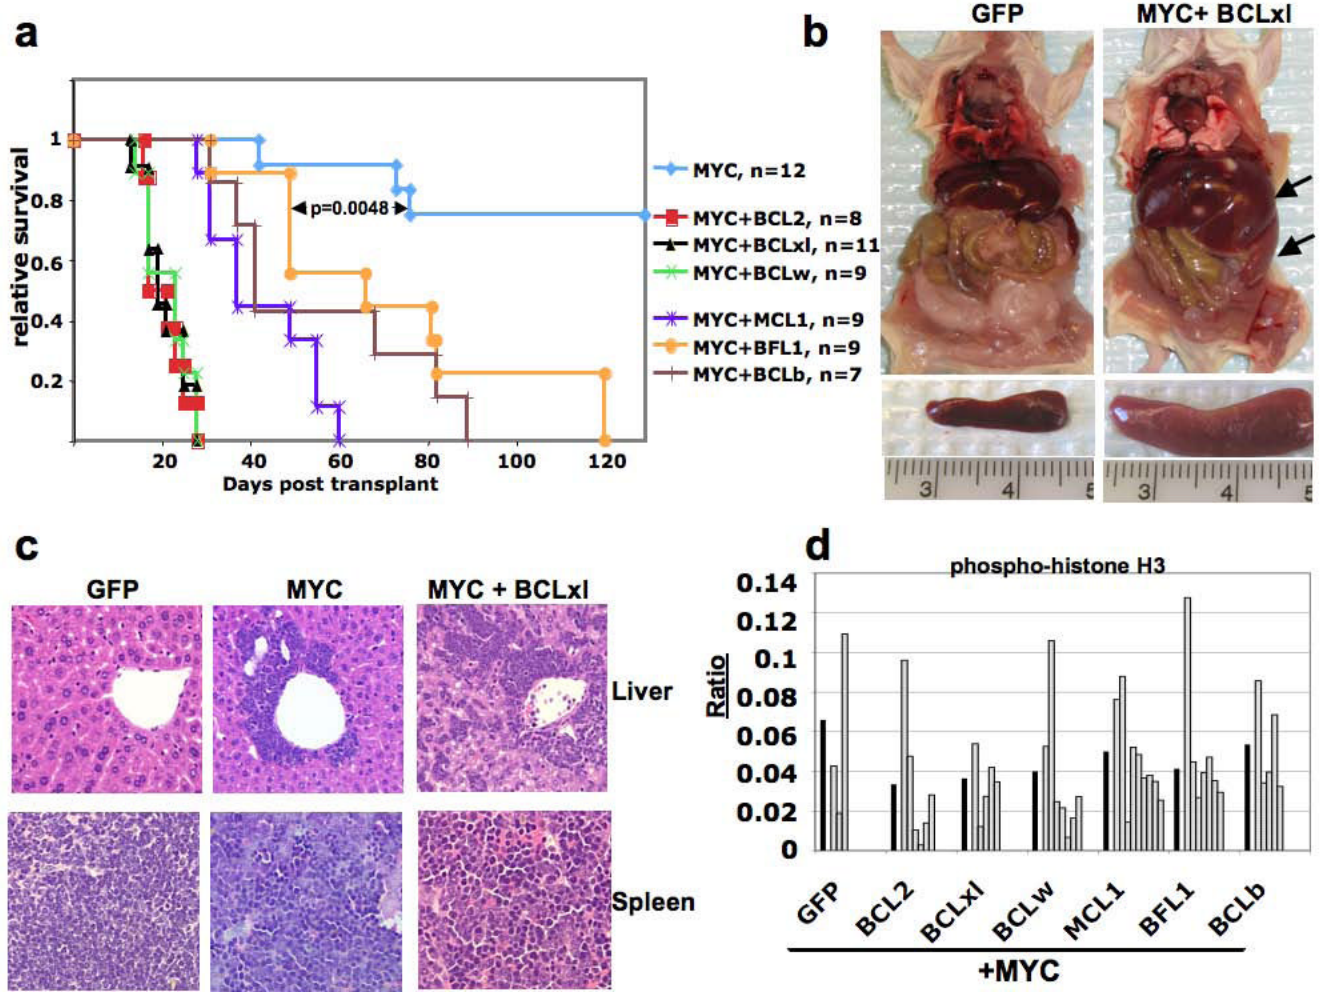 a
relative survival
1
0.8
0.6
0.4
0.2
p=0.0048
20 40 60 80 100 120
Days post transplant
MYC, n=12
MYC+BCL2, n=8
MYC+BCLxl, n=11
MYC+BCLw, n=9
MYC+MCL1, n=9
MYC+BFL1, n=9
MYC+BCLb, n=7
b
GFP
MYC+ BCLxl
3 4 5
3 4 5
c
GFP
MYC
MYC + BCLxl
Liver
Spleen
d
phospho-histone H3
Ratio
0.14
0.12
0.1
0.08
0.06
0.04
0.02
0
GFP
BCL2
BCLxl
BCLw
MCL1
BFL1
BCLb
+MYC